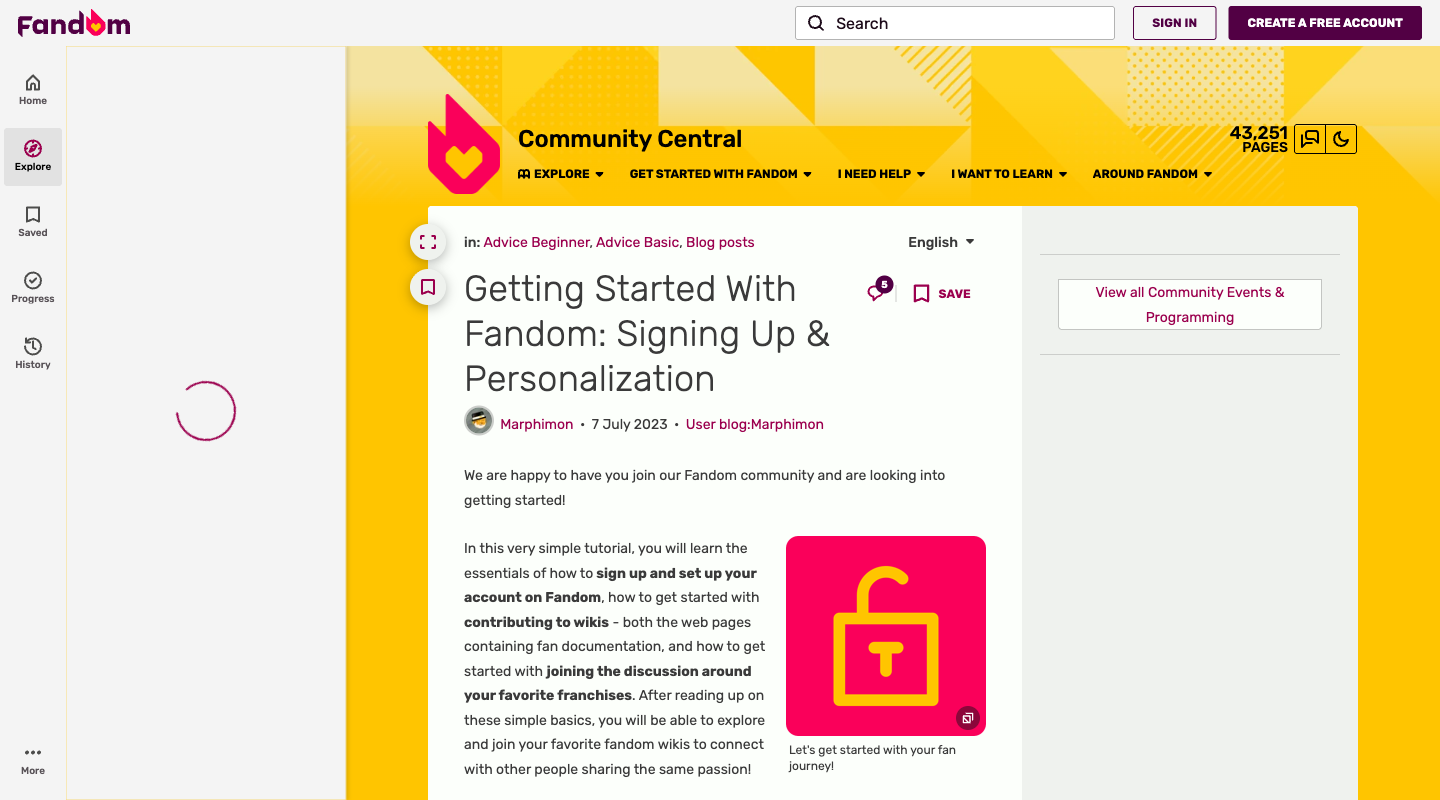 Fandom
Search
SIGN IN
CREATE A FREE ACCOUNT
Home
Explore
Saved
Progress
History
More
Community Central
43,251
PAGES
EXPLORE
GET STARTED WITH FANDOM
I NEED HELP
I WANT TO LEARN
AROUND FANDOM
in: Advice Beginner, Advice Basic, Blog posts
English
Getting Started With
Fandom: Signing Up &
Personalization
5
SAVE
Marphimon • 7 July 2023 • User blog:Marphimon
We are happy to have you join our Fandom community and are looking into
getting started!
In this very simple tutorial, you will learn the
essentials of how to sign up and set up your
account on Fandom, how to get started with
contributing to wikis - both the web pages
containing fan documentation, and how to get
started with joining the discussion around
your favorite franchises. After reading up on
these simple basics, you will be able to explore
and join your favorite fandom wikis to connect
with other people sharing the same passion!
Let's get started with your fan
journey!
View all Community Events &
Programming